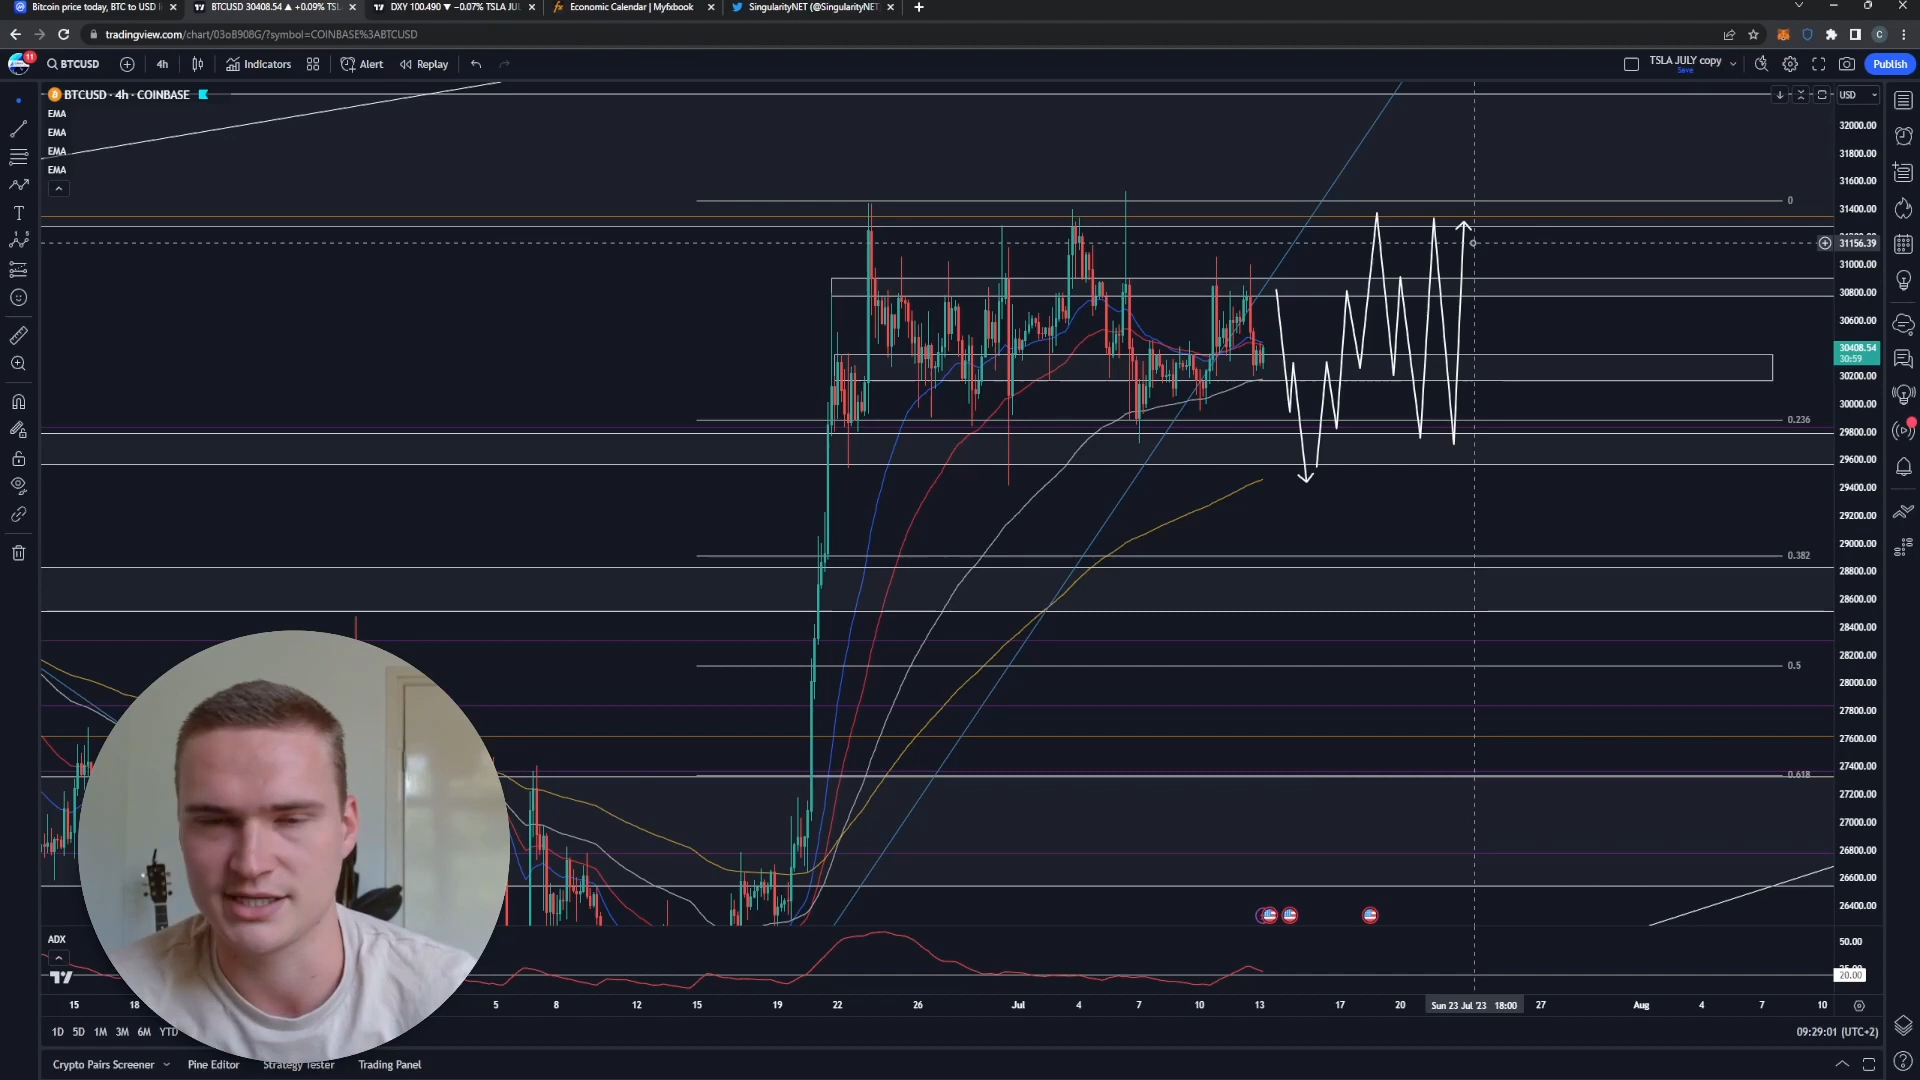 Bitcoin price today, BTC to USD l
BTCUSD 30408.54 ▲ +0.09% TSL
DXY 100.490 ▼ −0.07% TSLA JUL
Economic Calendar | Myfxbook
SingularityNET (@SingularityNET)
tradingview.com/chart/03oB908G/?symbol=COINBASE%3ABTCUSD
C
11
BTCUSD
4h
Indicators
Alert
Replay
TSLA JULY copy
Save
Publish
BTCUSD · 4h · COINBASE
USD
EMA
EMA
EMA
EMA
32000.00
31800.00
31600.00
0
31400.00
31156.39
31000.00
30800.00
30600.00
30408.54
30:59
30200.00
30000.00
0.236
29800.00
29600.00
29400.00
29200.00
29000.00
0.382
28800.00
28600.00
28400.00
28200.00
0.5
28000.00
27800.00
27600.00
27400.00
0.618
27200.00
27000.00
26800.00
26600.00
26400.00
ADX
50.00
20.00
15
18
5
8
12
15
19
22
26
Jul
4
7
10
13
17
20
Sun 23 Jul '23 18:00
27
Aug
4
7
10
1D
5D
1M
3M
6M
YTD
09:29:01 (UTC+2)
Crypto Pairs Screener
Pine Editor
Strategy Tester
Trading Panel